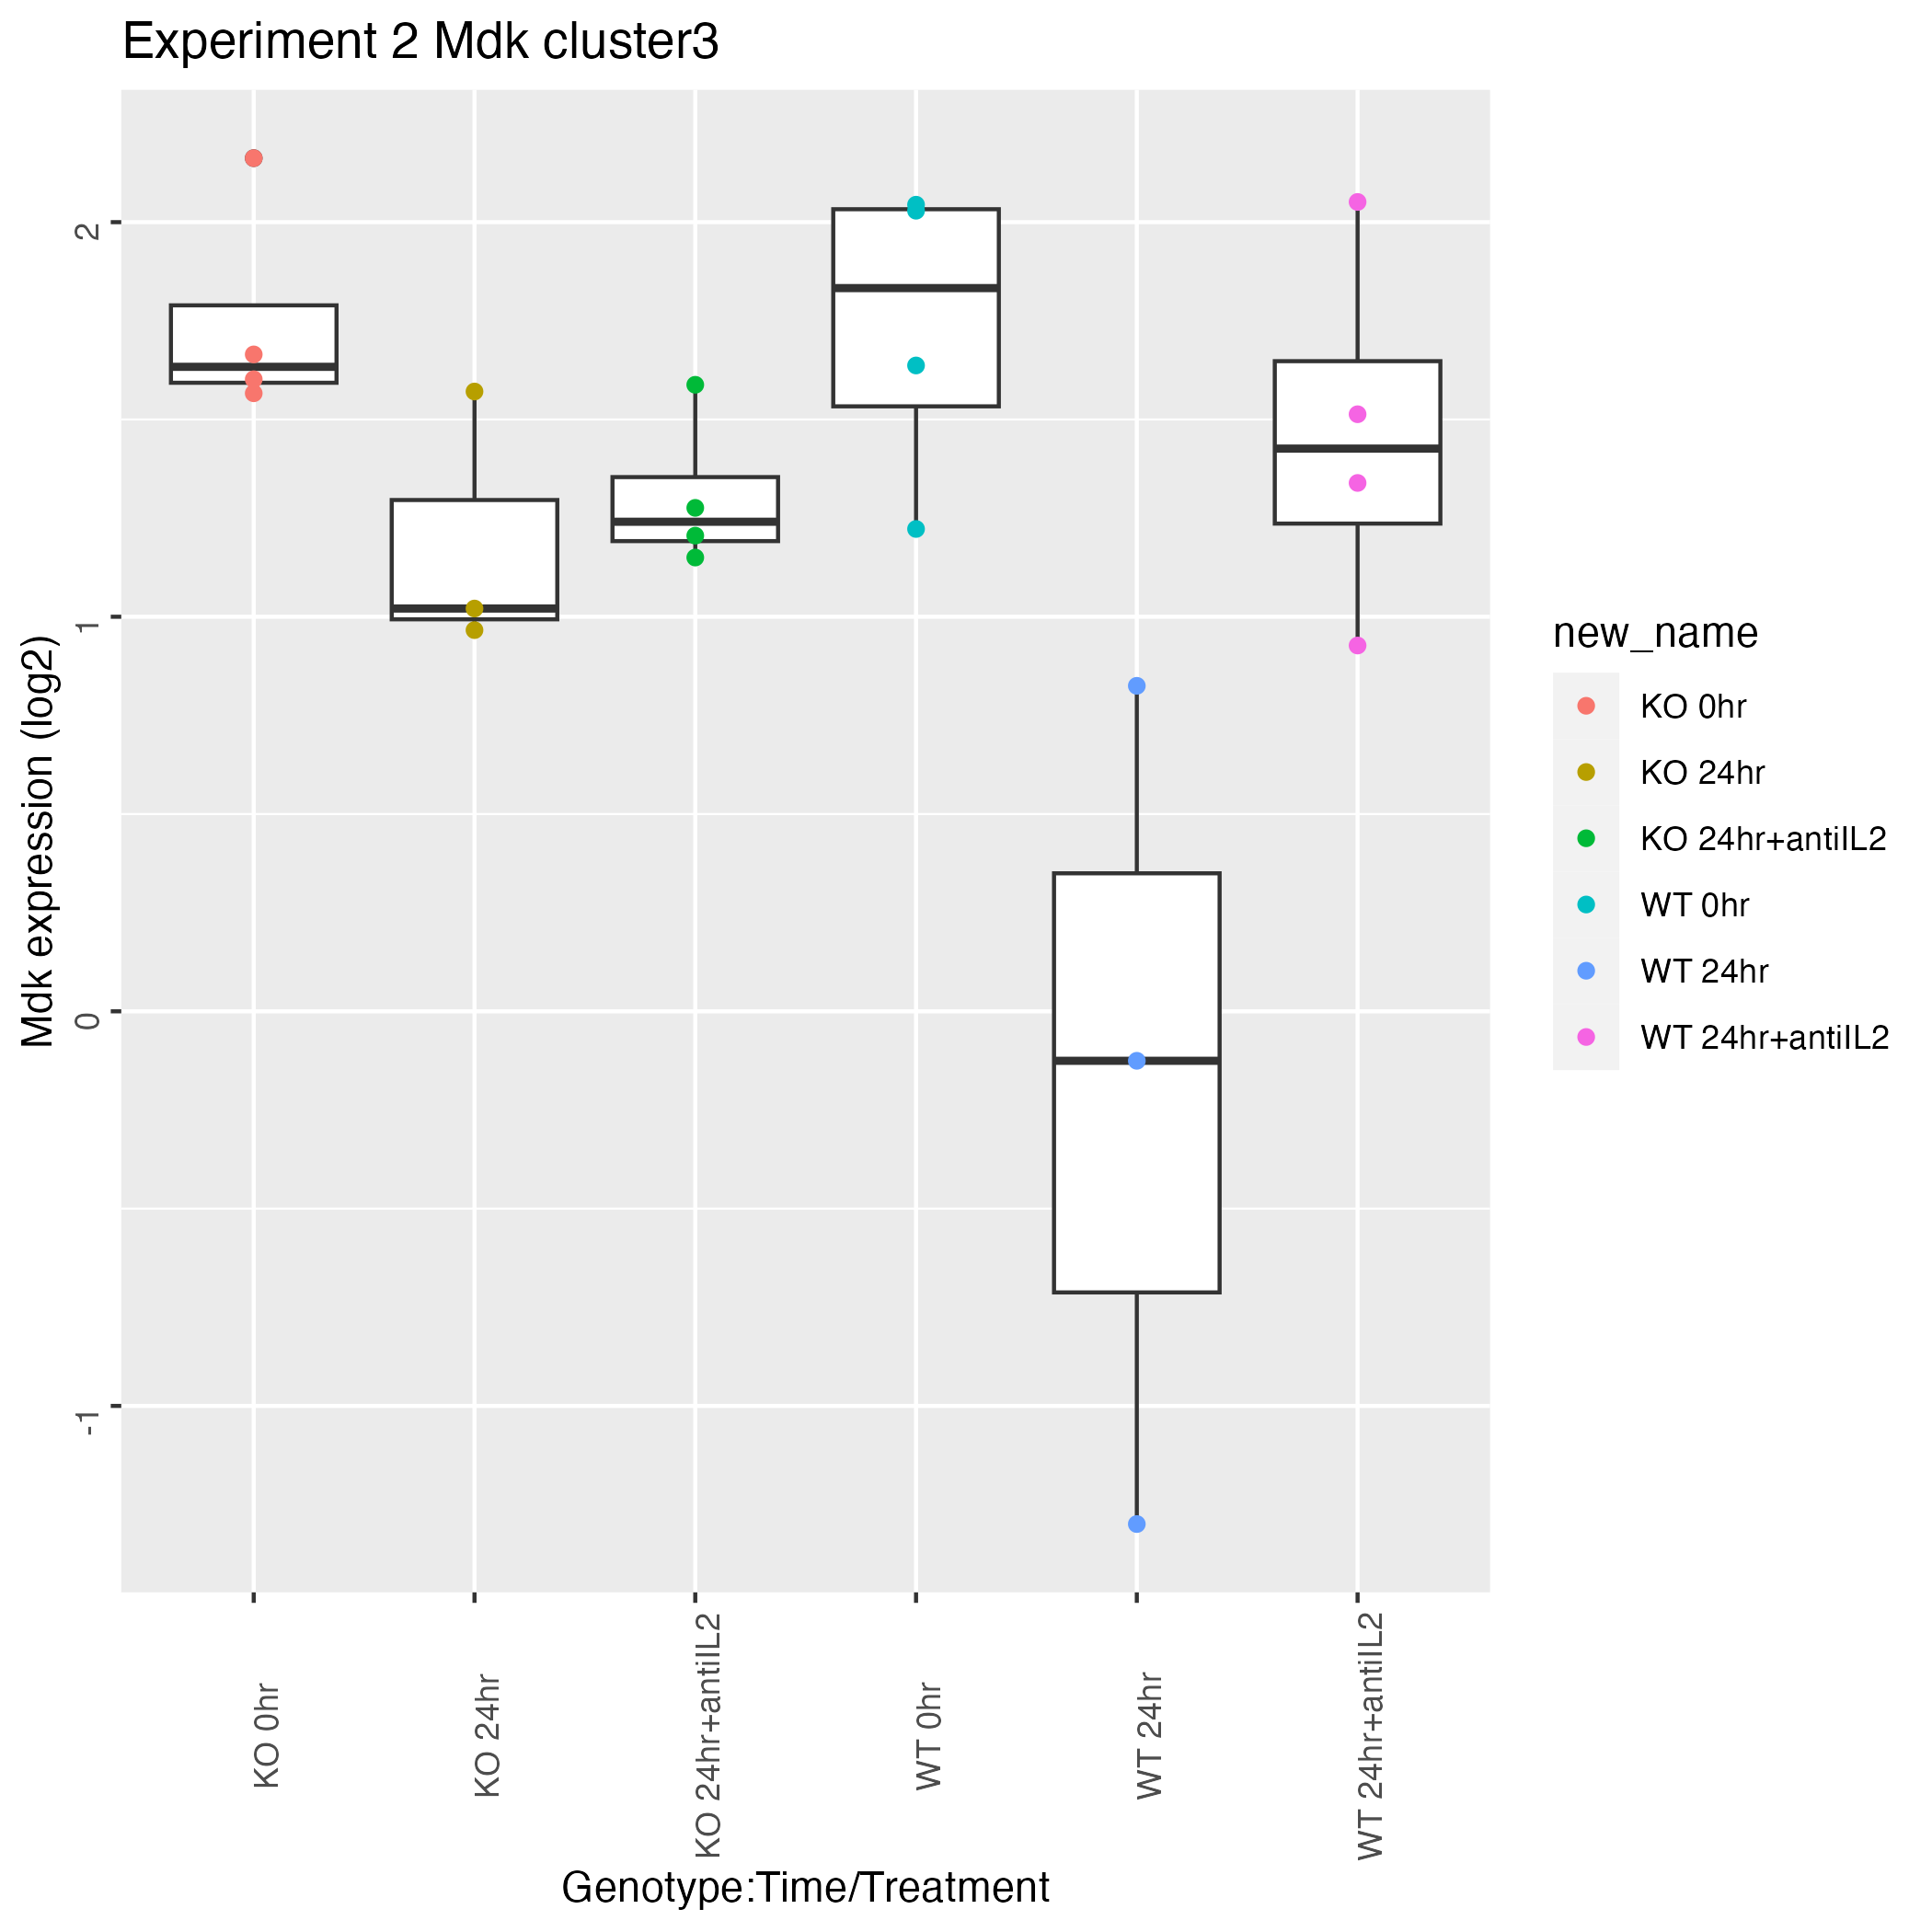 Experiment 2 Mdk cluster3
Mdk expression (log2)
2
1
0
-1
KO 0hr
KO 24hr
KO 24hr+antiIL2
WT 0hr
WT 24hr
WT 24hr+antiIL2
Genotype:Time/Treatment
new_name
KO 0hr
KO 24hr
KO 24hr+antiIL2
WT 0hr
WT 24hr
WT 24hr+antiIL2